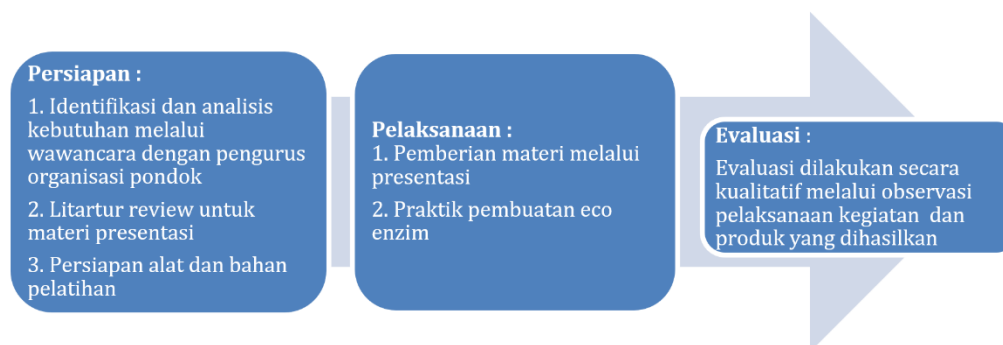 Persiapan :
1. Identifikasi dan analisis
kebutuhan melalui
wawancara dengan pengurus
organisasi pondok
2. Litartur review untuk
materi presentasi
3. Persiapan alat dan bahan
pelatihan
Pelaksanaan :
1. Pemberian materi melalui
presentasi
2. Praktik pembuatan eco
enzim
Evaluasi :
Evaluasi dilakukan secara
kualitatif melalui observasi
pelaksanaan kegiatan dan
produk yang dihasilkan